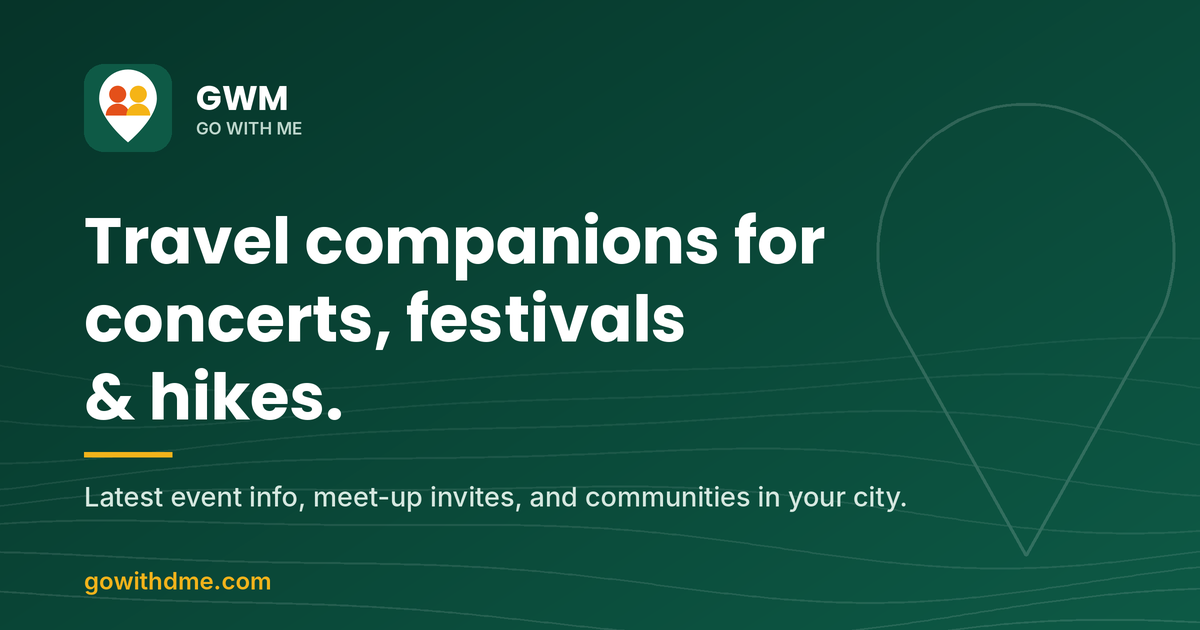 GWM
GO WITH ME
Travel companions for
concerts, festivals
& hikes.
Latest event info, meet-up invites, and communities in your city.
gowithdme.com